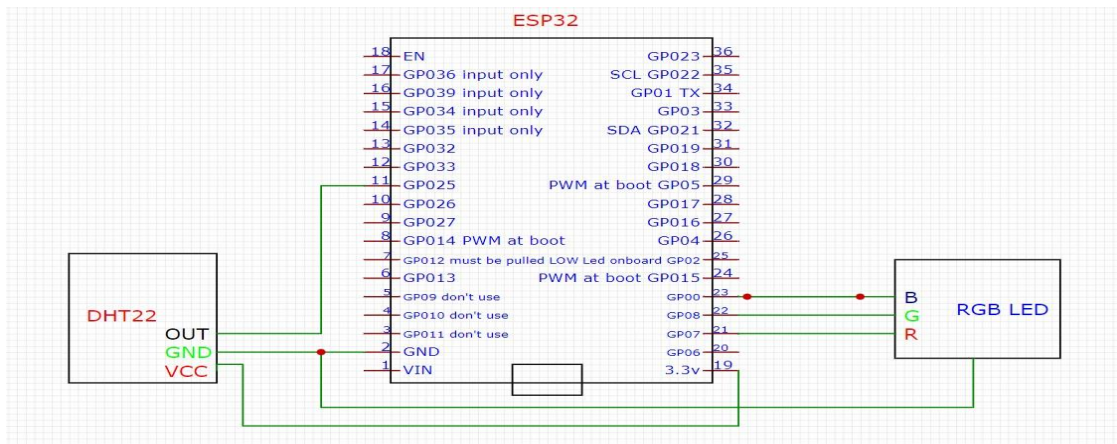 ESP32
18 EN
17 GP036 input only
16 GP039 input only
15 GP034 input only
14 GP035 input only
13 GP032
12 GP033
11 GP025
10 GP026
9 GP027
8 GP014 PWM at boot
7 GP012 must be pulled LOW
6 GP013
5 GP09 don't use
4 GP010 don't use
3 GP011 don't use
2 GND
1 VIN
GP023 36
SCL GP022 35
GP01 TX 34
GP03 33
SDA GP021 32
GP019 31
GP018 30
PWM at boot GP05 29
GP017 28
GP016 27
GP04 26
Led onboard GP02 25
PWM at boot GP015 24
GP00 23
GP08 22
GP07 21
GP06 20
3.3v 19
DHT22
OUT
GND
VCC
RGB LED
B
G
R